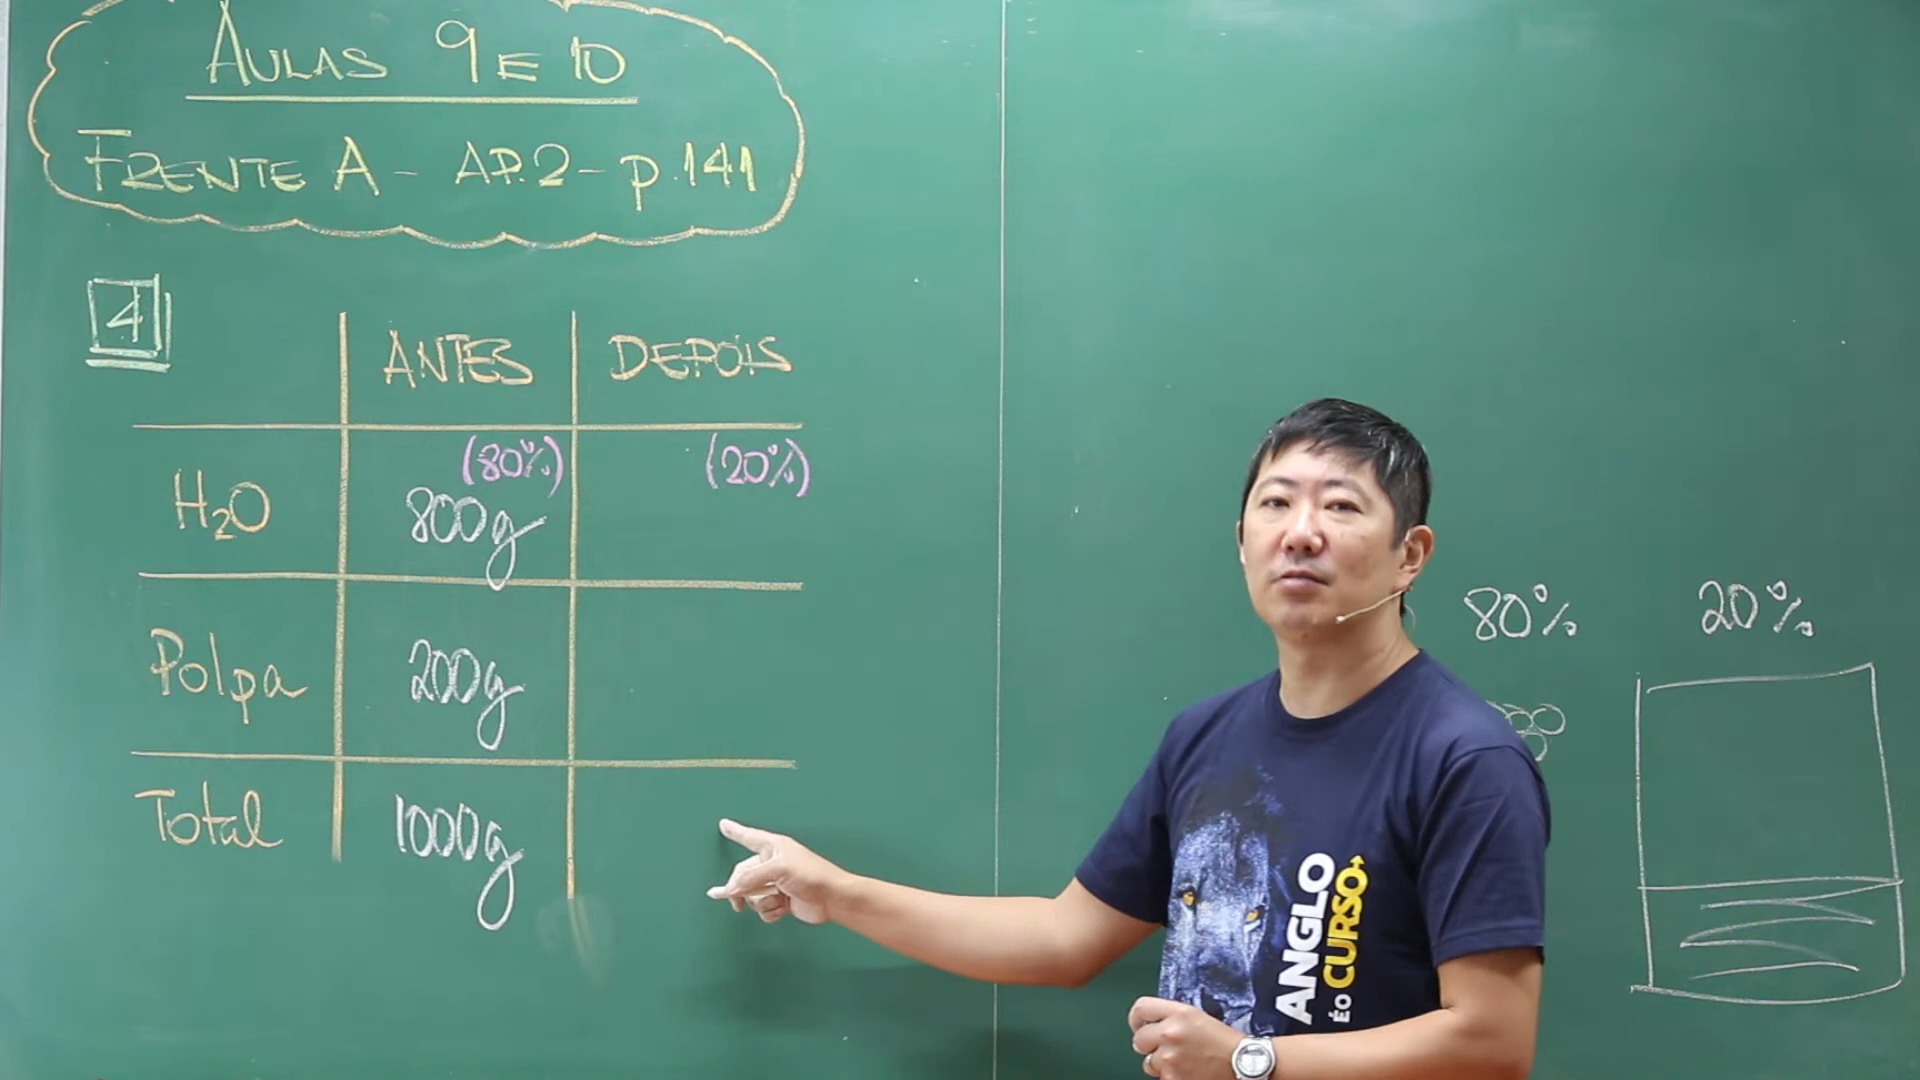 AULAS 9 E 10
FRENTE A - AP.2 - p.141
4
ANTES DEPOIS
H₂O (80%) 800g (20%)
Polpa 200g
Total 1000g
80% 20%
ANGLO
É O CURSO